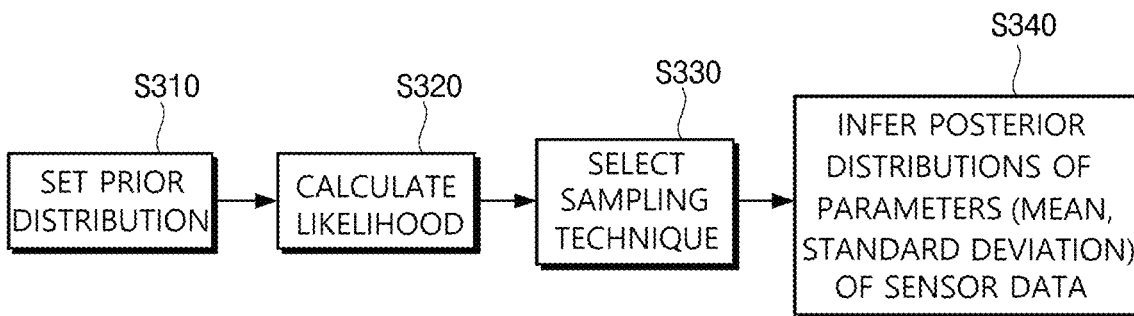 S310
SET PRIOR
DISTRIBUTION
S320
CALCULATE
LIKELIHOOD
S330
SELECT
SAMPLING
TECHNIQUE
S340
INFER POSTERIOR
DISTRIBUTIONS OF
PARAMETERS (MEAN,
STANDARD DEVIATION)
OF SENSOR DATA